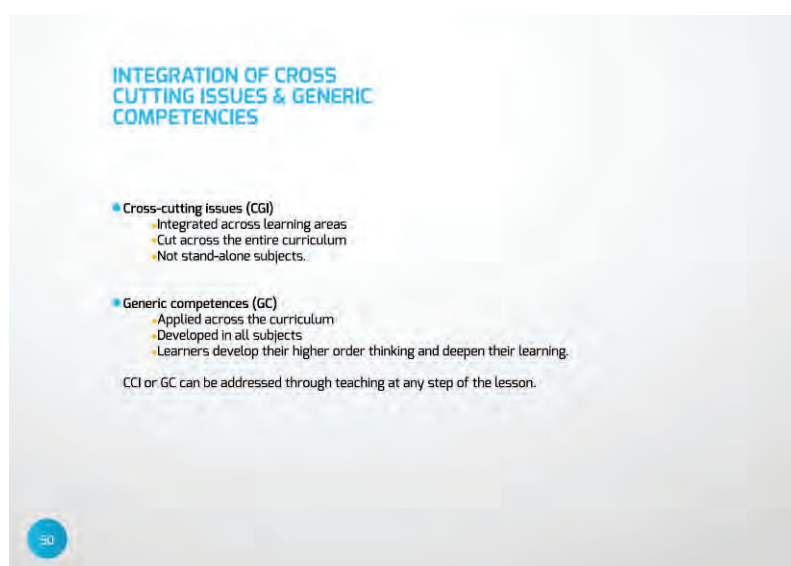 INTEGRATION OF CROSS
CUTTING ISSUES & GENERIC
COMPETENCIES
Cross-cutting issues (CGI)
Integrated across learning areas
Cut across the entire curriculum
Not stand-alone subjects.
Generic competences (GC)
Applied across the curriculum
Developed in all subjects
Learners develop their higher order thinking and deepen their learning.
CCI or GC can be addressed through teaching at any step of the lesson.
90